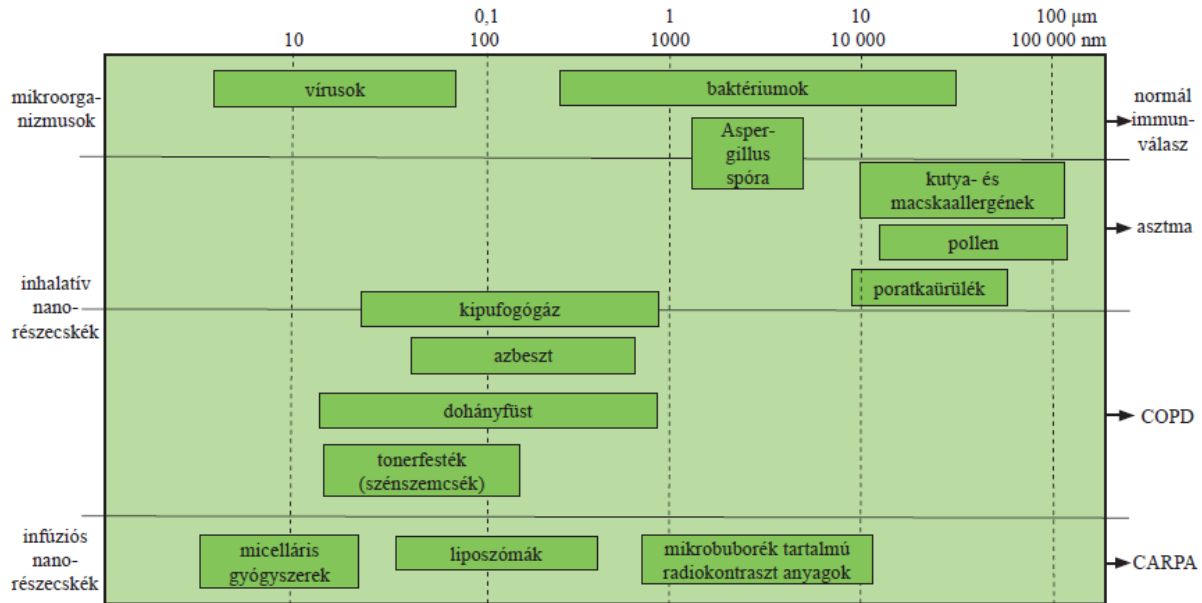 0,1 1 10 100 µm
10 100 1000 10 000 100 000 nm
mikroorga-
nizmusok
vírusok
baktériumok
normál
immun-
válasz
Asper-
gillus
spóra
kutya- és
macskaallergének
asztma
pollen
inhalatív
nano-
részecskék
poratkaürülék
kipufogógáz
azbeszt
dohányfüst
COPD
tonerfesték
(szénszemcsék)
infúziós
nano-
részecskék
micelláris
gyógyszerek
liposzómák
mikrobuborék tartalmú
radiokontraszt anyagok
CARPA